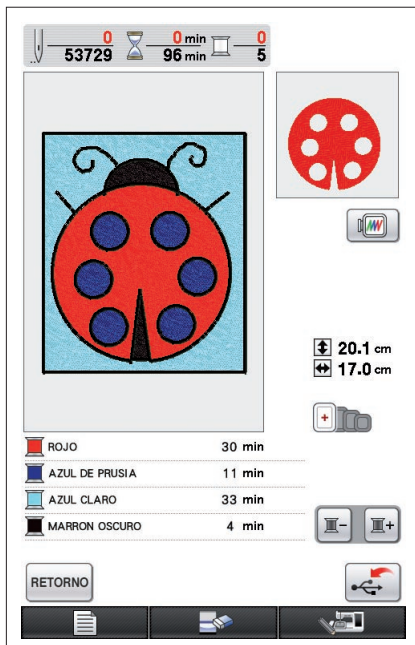 0 0 min 0
53729 96 min 5
20.1 cm
17.0 cm
ROJO 30 min
AZUL DE PRUSIA 11 min
AZUL CLARO 33 min
MARRON OSCURO 4 min
RETORNO